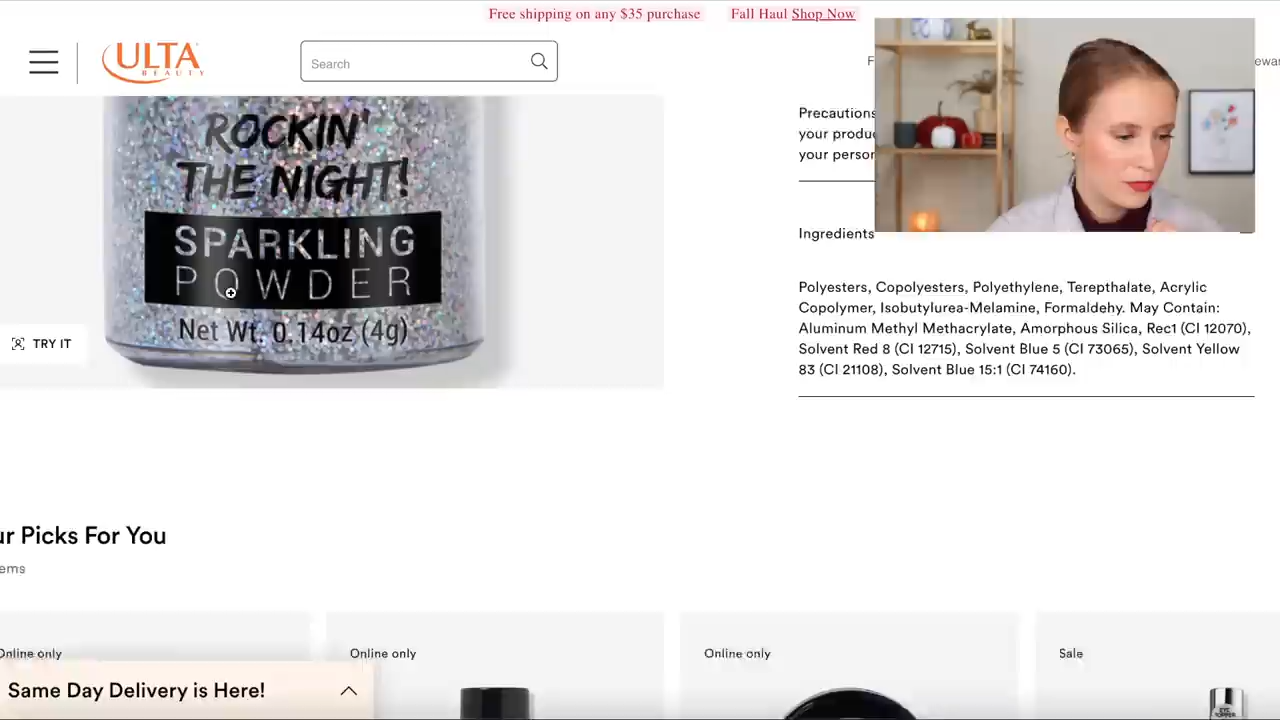 Free shipping on any $35 purchase Fall Haul Shop Now
ULTA
BEAUTY
Search
ROCKIN'
THE NIGHT!
SPARKLING
POWDER
Net Wt. 0.14oz (4g)
TRY IT
Precautions
your produ
your person
Ingredients
Polyesters, Copolyesters, Polyethylene, Terepthalate, Acrylic
Copolymer, Isobutylurea-Melamine, Formaldehy. May Contain:
Aluminum Methyl Methacrylate, Amorphous Silica, Rec1 (CI 12070),
Solvent Red 8 (CI 12715), Solvent Blue 5 (CI 73065), Solvent Yellow
83 (CI 21108), Solvent Blue 15:1 (CI 74160).
ur Picks For You
ems
Online only
Online only
Online only
Sale
Same Day Delivery is Here!
EYE
TOPPER